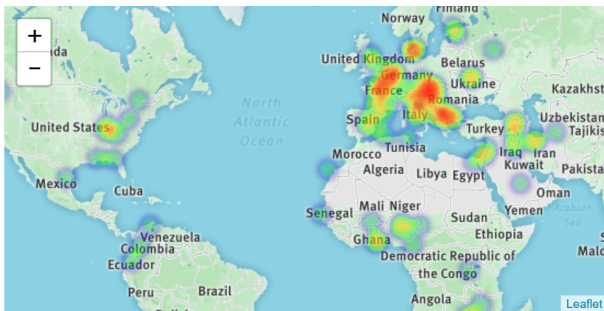 +
−
Norway
Finland
ada
United Kingdom
Belarus
Germany
Ukraine
Kazakhst
France
Romania
North
Atlantic
Ocean
United States
Spain
Italy
Uzbekistan
Turkey
Tajikis
Tunisia
Iraq
Iran
Morocco
Kuwait
Pakista
Algeria
Libya
Egypt
Mexico
Cuba
Oman
Mali
Niger
Yemen
Arabian
Sea
Senegal
Sudan
Venezuela
Ghana
Ethiopia
Colombia
Democratic Republic of
the Congo
Maldi
Ecuador
Peru
Brazil
Angola
Leaflet